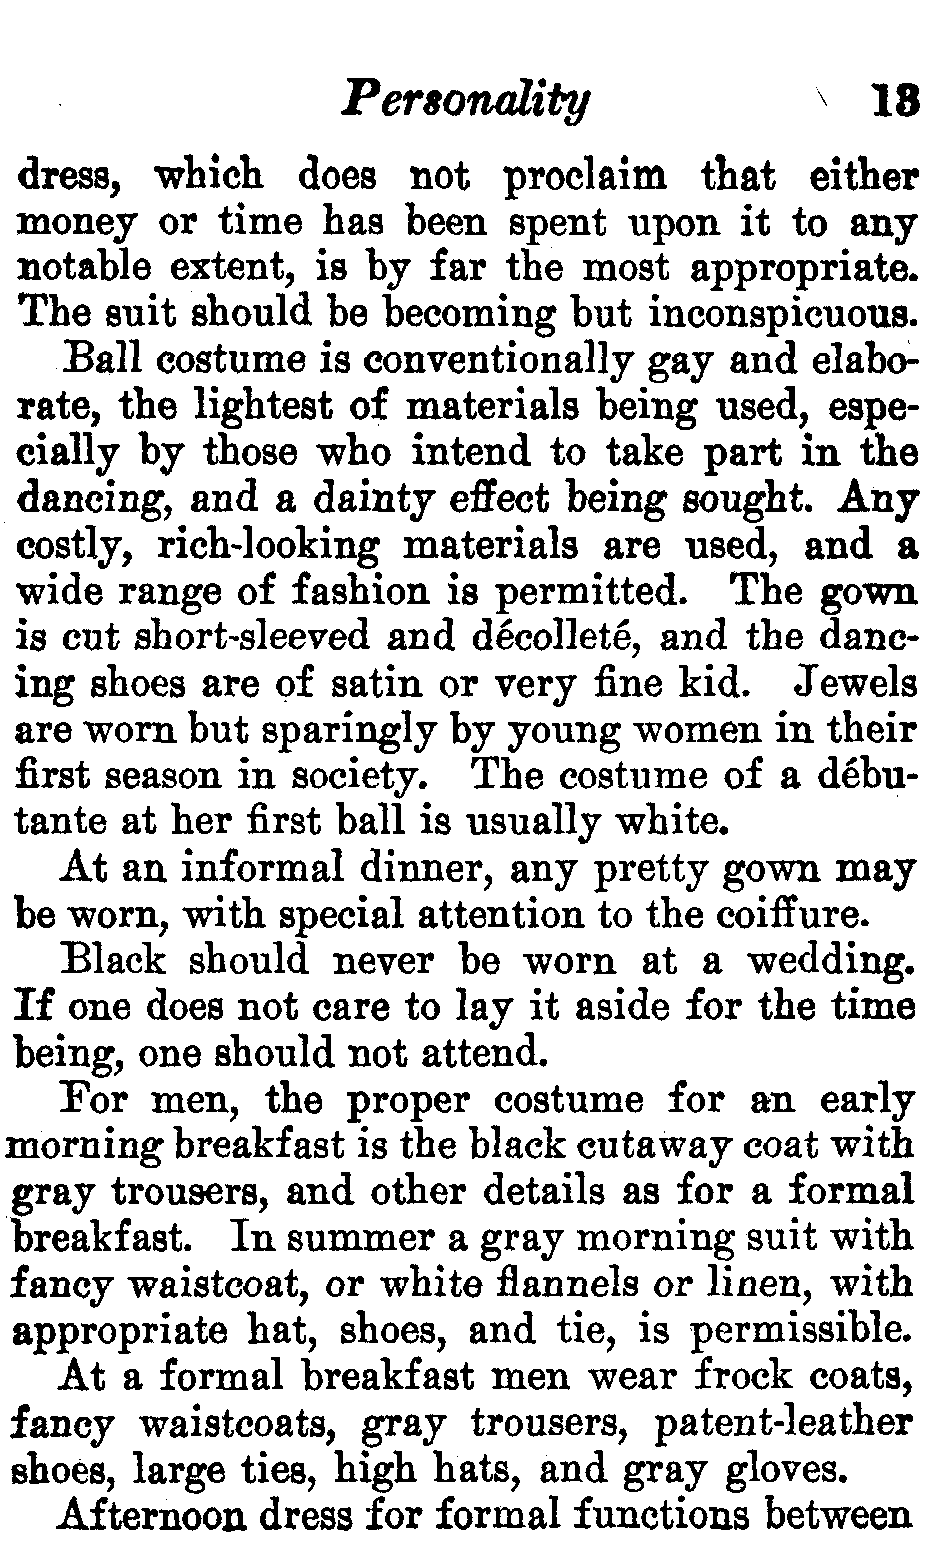 Personality 13
dress, which does not proclaim that either
money or time has been spent upon it to any
notable extent, is by far the most appropriate.
The suit should be becoming but inconspicuous.
Ball costume is conventionally gay and elabo-
rate, the lightest of materials being used, espe-
cially by those who intend to take part in the
dancing, and a dainty effect being sought. Any
costly, rich-looking materials are used, and a
wide range of fashion is permitted. The gown
is cut short-sleeved and décolleté, and the danc-
ing shoes are of satin or very fine kid. Jewels
are worn but sparingly by young women in their
first season in society. The costume of a débu-
tante at her first ball is usually white.
At an informal dinner, any pretty gown may
be worn, with special attention to the coiffure.
Black should never be worn at a wedding.
If one does not care to lay it aside for the time
being, one should not attend.
For men, the proper costume for an early
morning breakfast is the black cutaway coat with
gray trousers, and other details as for a formal
breakfast. In summer a gray morning suit with
fancy waistcoat, or white flannels or linen, with
appropriate hat, shoes, and tie, is permissible.
At a formal breakfast men wear frock coats,
fancy waistcoats, gray trousers, patent-leather
shoes, large ties, high hats, and gray gloves.
Afternoon dress for formal functions between